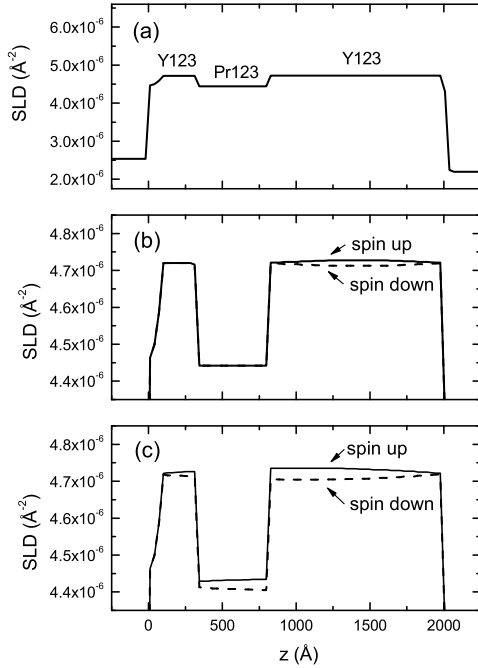 (a)
Y123
Pr123
Y123
SLD (Å⁻²)
6.0x10⁻⁶
5.0x10⁻⁶
4.0x10⁻⁶
3.0x10⁻⁶
2.0x10⁻⁶
(b)
spin up
spin down
SLD (Å⁻²)
4.8x10⁻⁶
4.7x10⁻⁶
4.6x10⁻⁶
4.5x10⁻⁶
4.4x10⁻⁶
(c)
spin up
spin down
SLD (Å⁻²)
4.8x10⁻⁶
4.7x10⁻⁶
4.6x10⁻⁶
4.5x10⁻⁶
4.4x10⁻⁶
0 500 1000 1500 2000
z (Å)